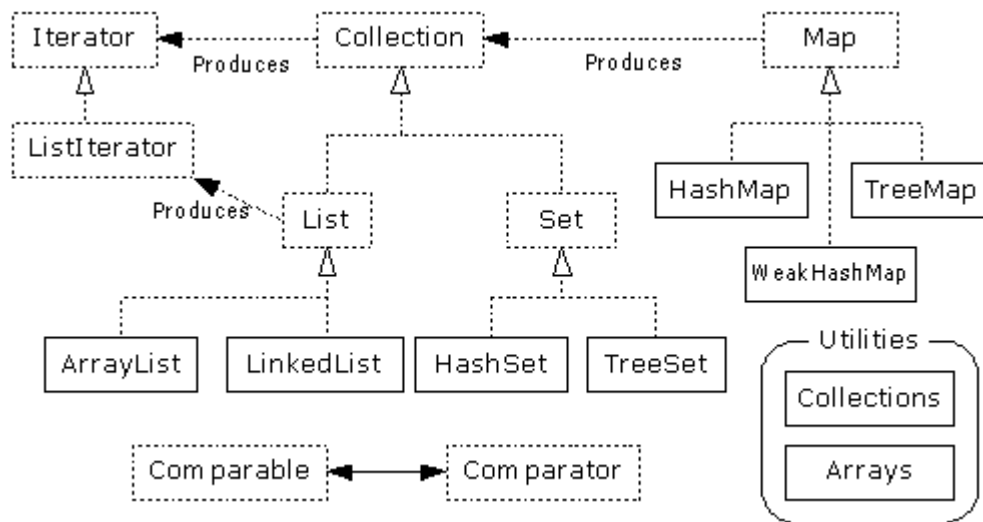 Iterator
Collection
Map
Produces
Produces
ListIterator
Produces
List
Set
HashMap
TreeMap
WeakHashMap
ArrayList
LinkedList
HashSet
TreeSet
Utilities
Collections
Arrays
Comparable
Comparator